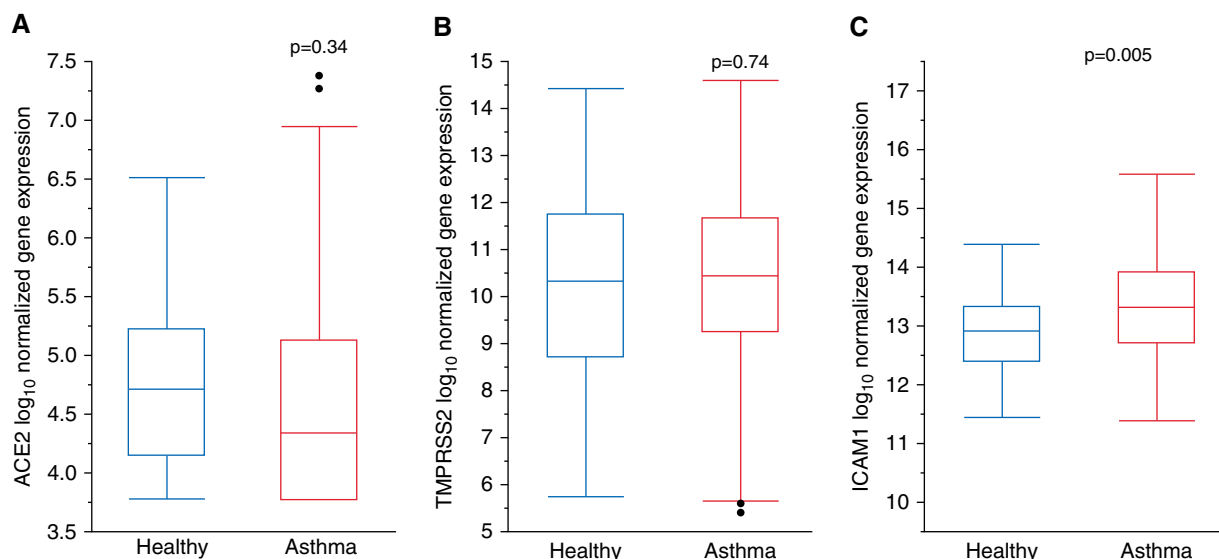 A
p=0.34
ACE2 log₁₀ normalized gene expression
7.5
7.0
6.5
6.0
5.5
5.0
4.5
4.0
3.5
Healthy
Asthma
B
p=0.74
TMPRSS2 log₁₀ normalized gene expression
15
14
13
12
11
10
9
8
7
6
5
Healthy
Asthma
C
p=0.005
ICAM1 log₁₀ normalized gene expression
17
16
15
14
13
12
13
10
Healthy
Asthma